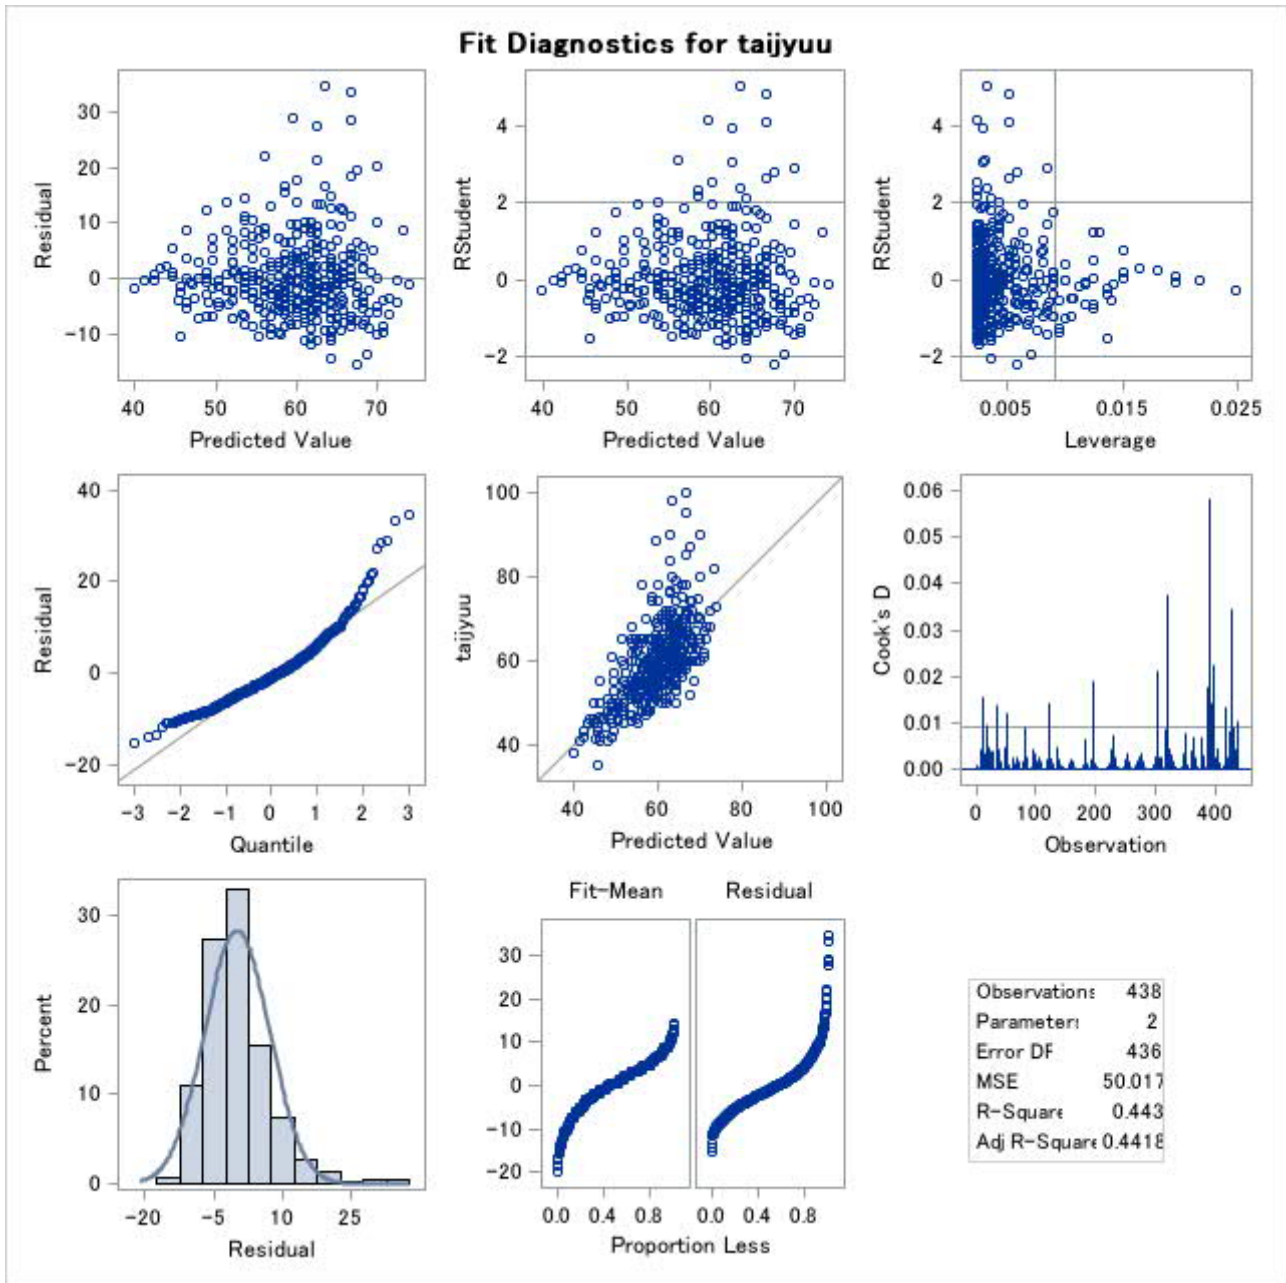 Fit Diagnostics for taijyuu
Residual
30
20
10
0
-10
40 50 60 70
Predicted Value
RStudent
4
2
0
-2
40 50 60 70
Predicted Value
RStudent
4
2
0
-2
0.005 0.015 0.025
Leverage
Residual
40
20
0
-20
-3 -2 -1 0 1 2 3
Quantile
taijyuu
100
80
60
40
40 60 80 100
Predicted Value
Cook's D
0.06
0.05
0.04
0.03
0.02
0.01
0.00
0 100 200 300 400
Observation
Percent
30
20
10
0
-20 -5 10 25
Residual
Fit-Mean Residual
30
20
10
0
-10
-20
0.0 0.4 0.8 0.0 0.4 0.8
Proportion Less
Observations 438
Parameters 2
Error DF 436
MSE 50.017
R-Square 0.443
Adj R-Square 0.4418